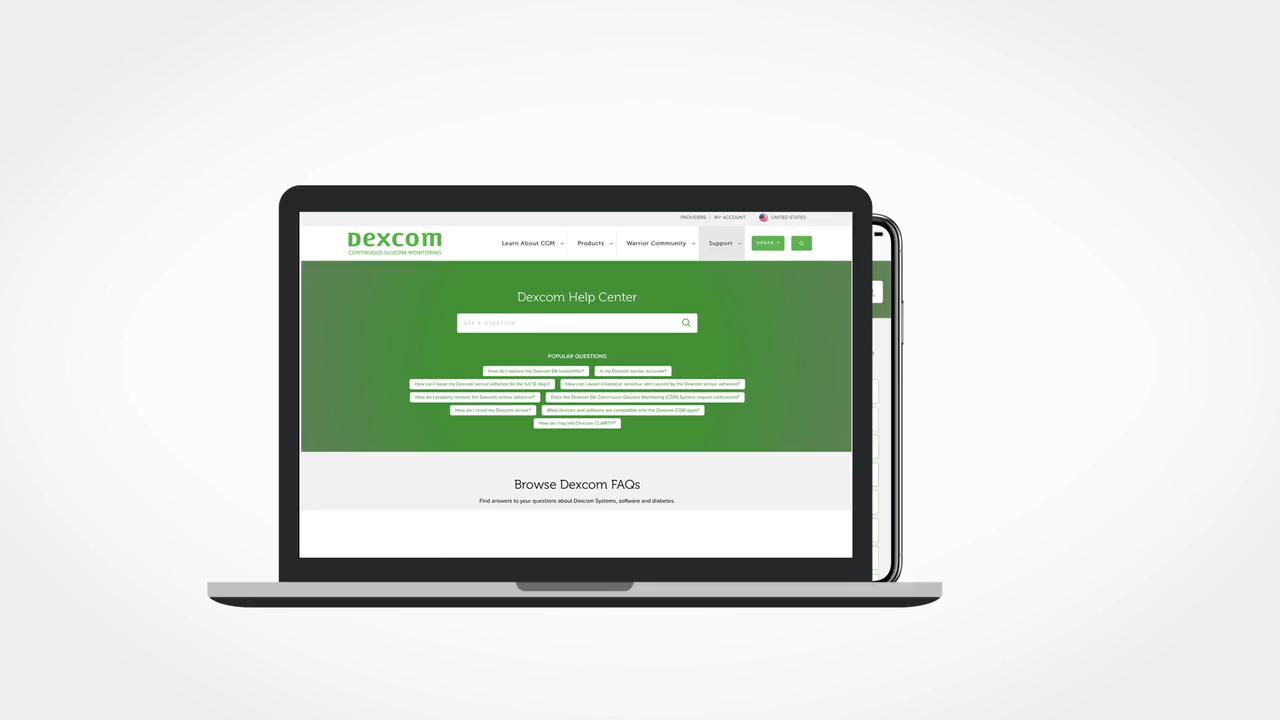 PROVIDERS | MY ACCOUNT UNITED STATES
Dexcom
CONTINUOUS GLUCOSE MONITORING
Learn About CGM Products Warrior Community Support ORDER
Dexcom Help Center
ASK A QUESTION
POPULAR QUESTIONS
How do I replace my Dexcom G6 transmitter? Is my Dexcom sensor accurate?
How can I keep my Dexcom sensor adhered for the full 10 days? How can I avoid irritated or sensitive skin caused by the Dexcom sensor adhesive?
How do I properly remove the Dexcom sensor adhesive? Does the Dexcom G6 Continuous Glucose Monitoring (CGM) System require calibrations?
How do I insert my Dexcom sensor? What devices and software are compatible with the Dexcom CGM apps?
How do I log into Dexcom CLARITY?
Browse Dexcom FAQs
Find answers to your questions about Dexcom Systems, software and diabetes.